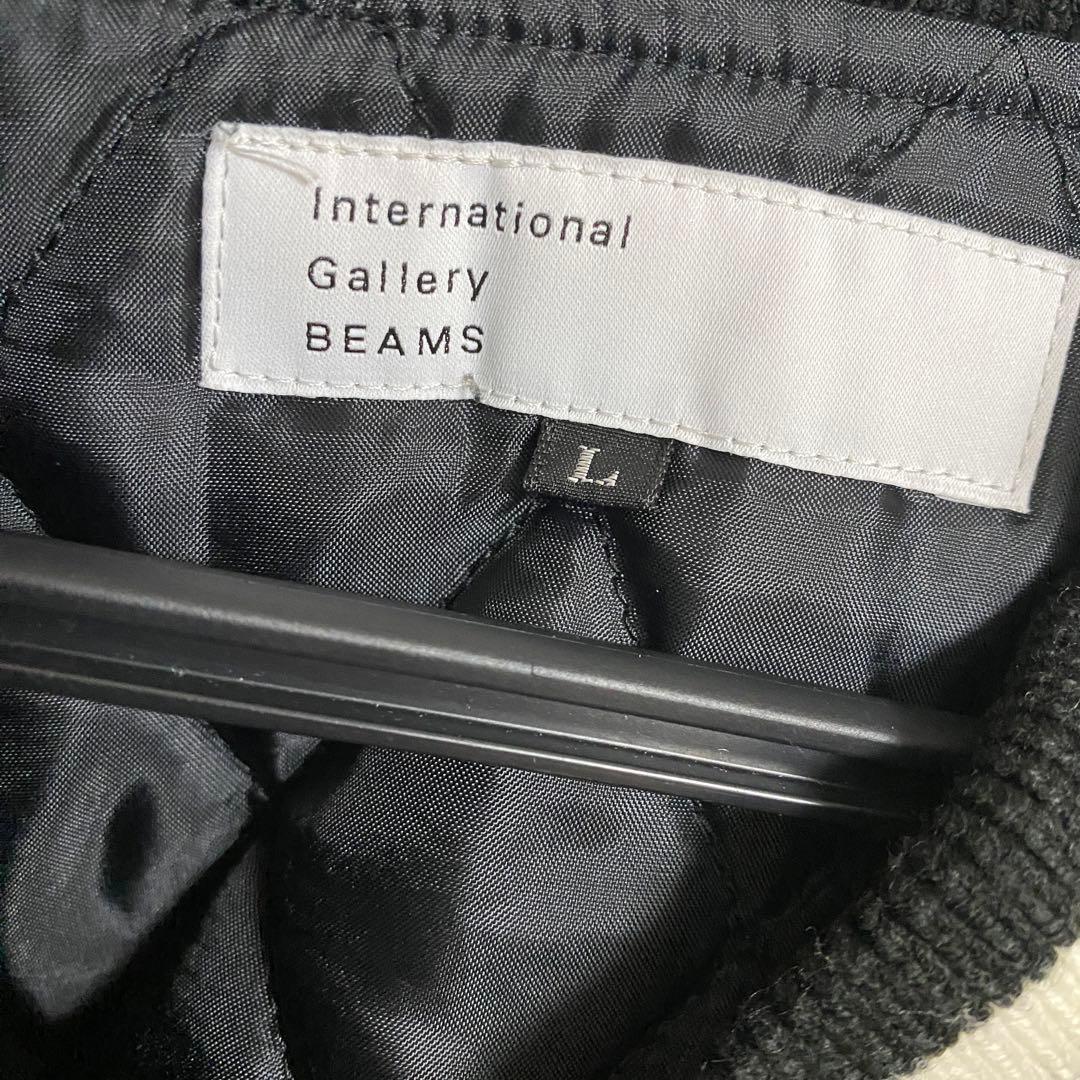 International
Gallery
BEAMS
L